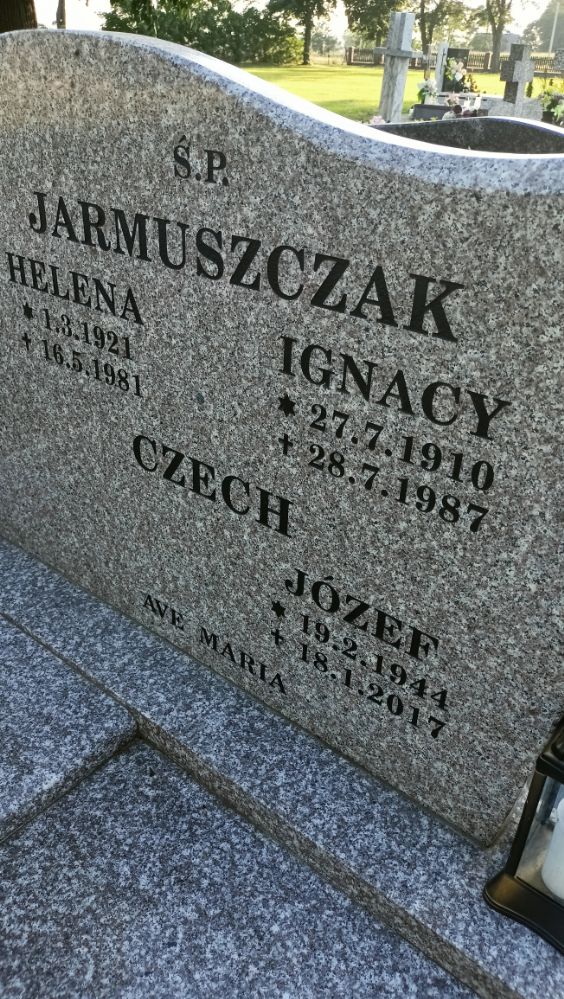 Ś.P.
JARMUSZCZAK
HELENA
* 1.3.1921
+ 16.5.1981
IGNACY
* 27.7.1910
+ 28.7.1987
CZECH
JÓZEF
* 19.2.1944
+ 18.1.2017
AVE MARIA